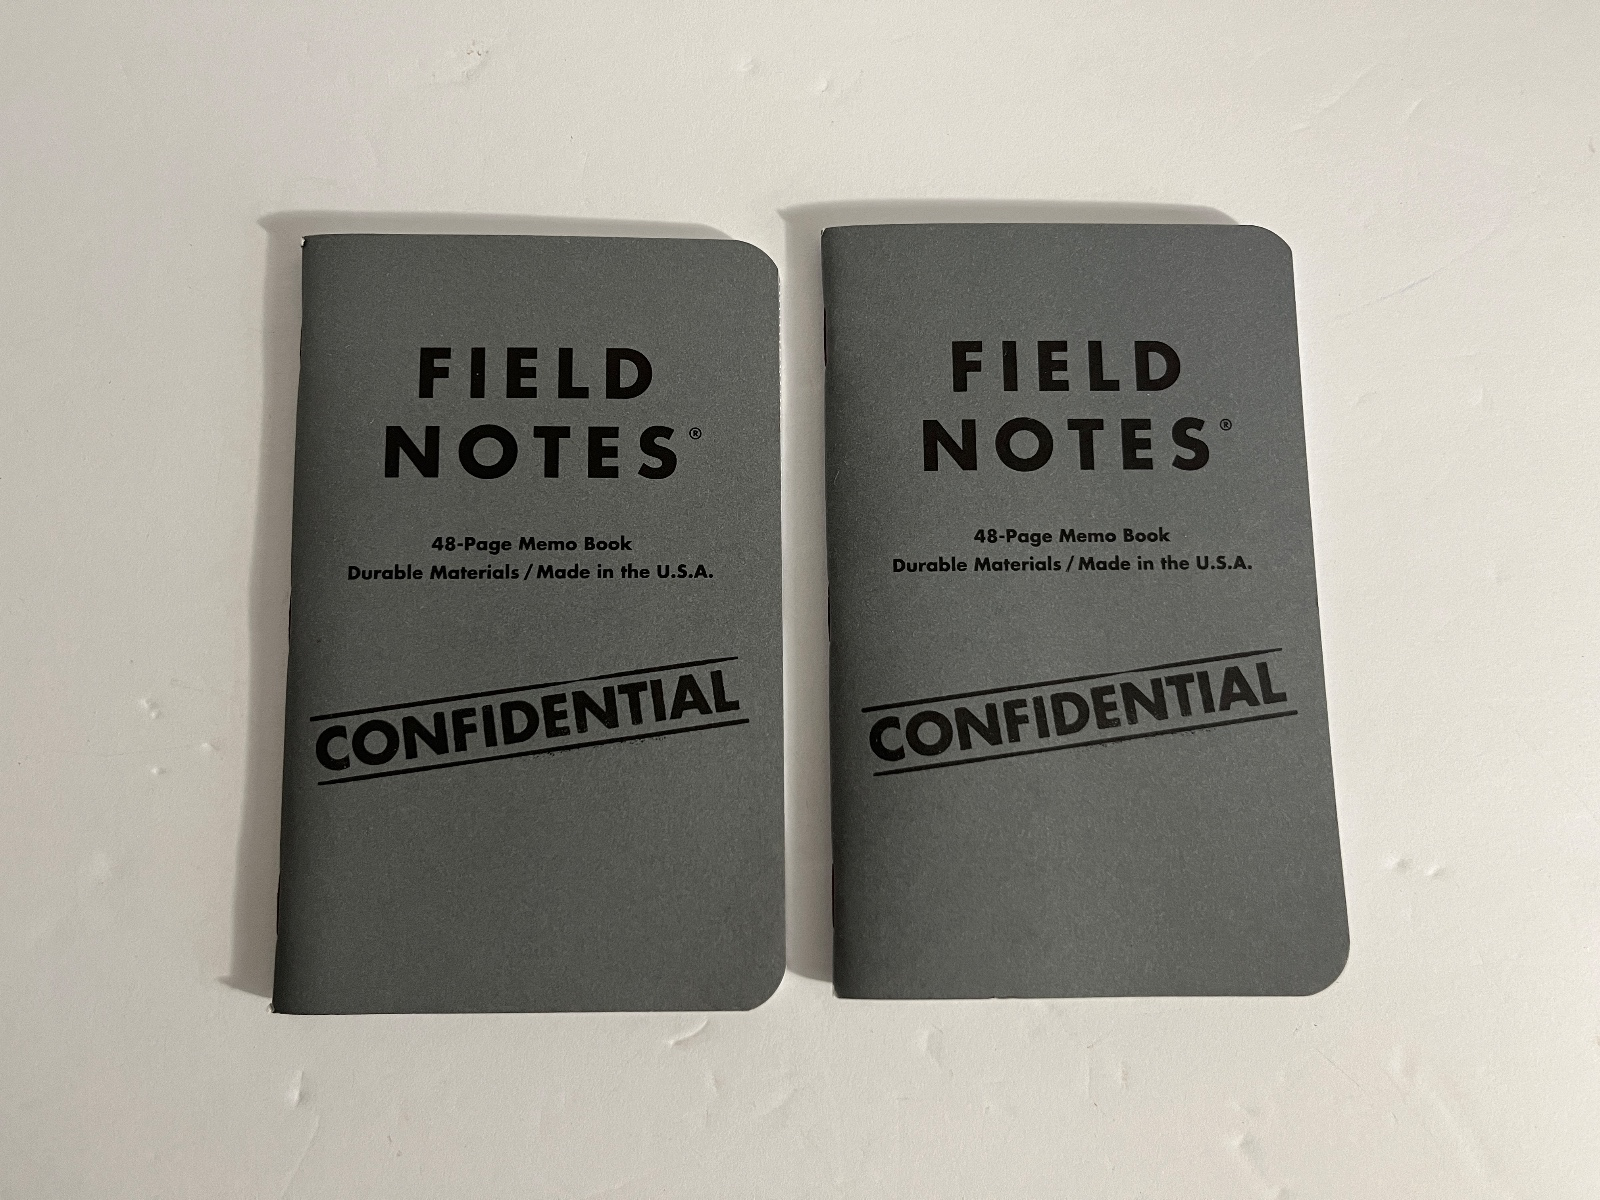 FIELD
NOTES®
48-Page Memo Book
Durable Materials / Made in the U.S.A.
CONFIDENTIAL
FIELD
NOTES®
48-Page Memo Book
Durable Materials / Made in the U.S.A.
CONFIDENTIAL